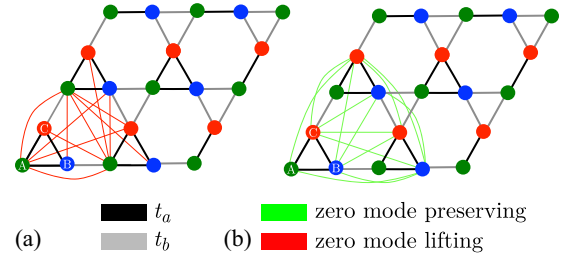 C
A
B
C
A
B
t_a
zero mode preserving
(a)
t_b
(b)
zero mode lifting